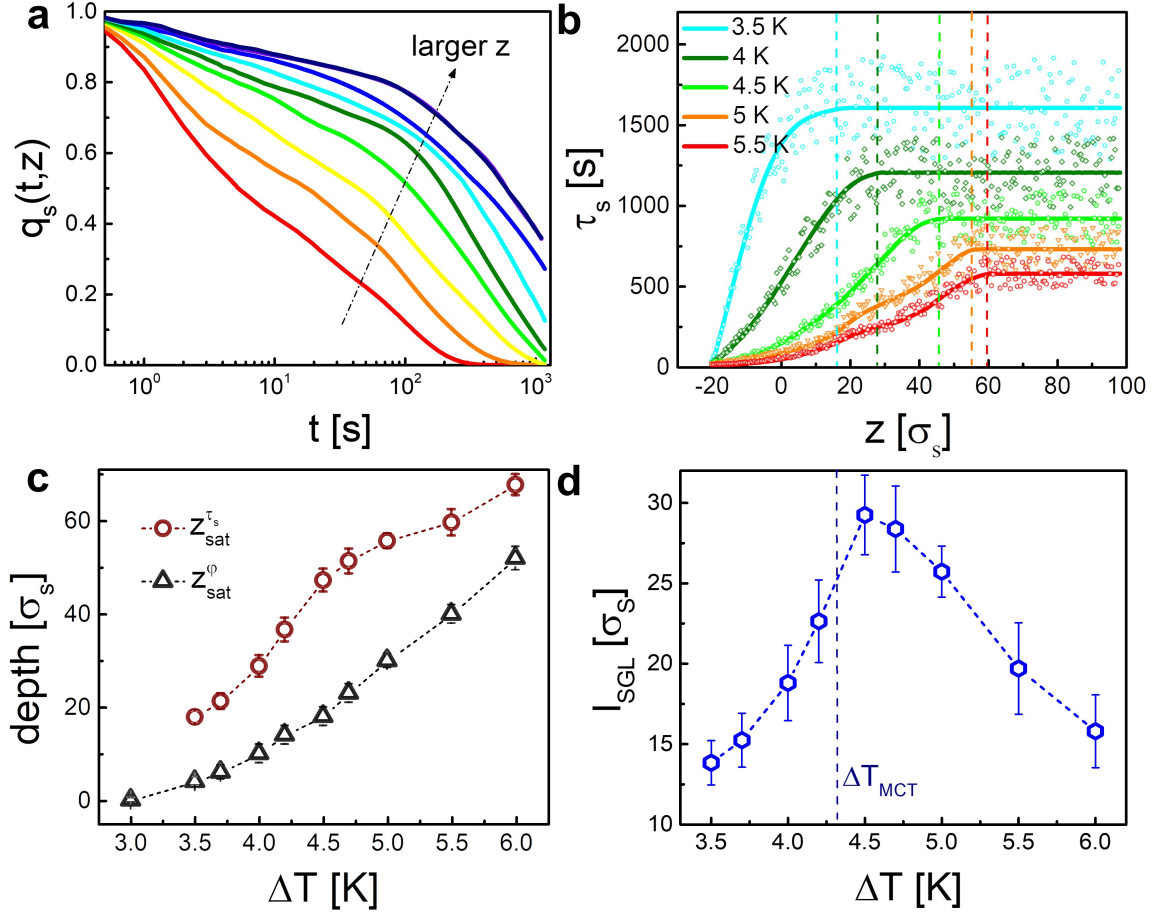 a
larger z
q_s(t,z)
1.0
0.8
0.6
0.4
0.2
0.0
10^0
10^1
10^2
10^3
t [s]
b
3.5 K
4 K
4.5 K
5 K
5.5 K
τ_s [s]
2000
1500
1000
500
0
-20 0 20 40 60 80 100
z [σ_s]
c
z_sat^τ_s
z_sat^φ
depth [σ_s]
60
40
20
0
3.0 3.5 4.0 4.5 5.0 5.5 6.0
ΔT [K]
d
l_SGL [σ_S]
30
25
20
15
10
ΔT_MCT
3.5 4.0 4.5 5.0 5.5 6.0
ΔT [K]